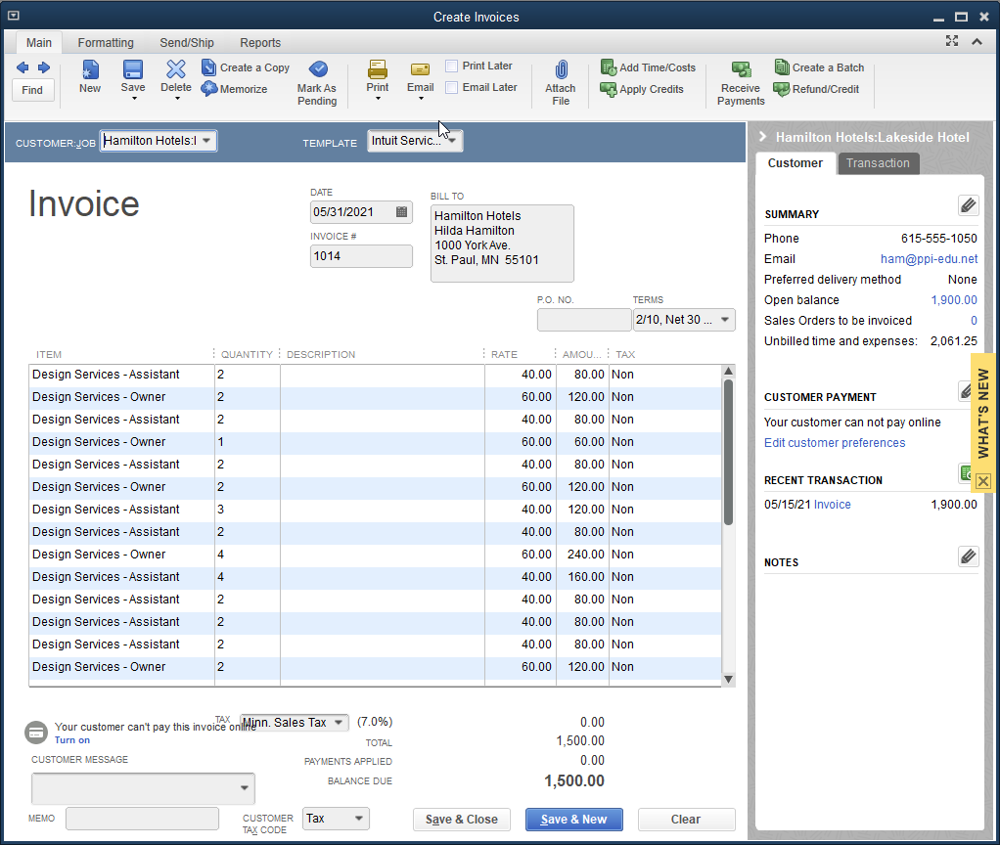 Create Invoices
Main Formatting Send/Ship Reports
Find
New
Save
Delete
Create a Copy
Memorize
Mark As
Pending
Print
Email
Print Later
Email Later
Attach
File
Add Time/Costs
Apply Credits
Receive
Payments
Create a Batch
Refund/Credit
CUSTOMER:JOB Hamilton Hotels:l TEMPLATE Intuit Servic...
Invoice
DATE
05/31/2021
INVOICE #
1014
BILL TO
Hamilton Hotels
Hilda Hamilton
1000 York Ave.
St. Paul, MN 55101
P.O. NO. TERMS
2/10, Net 30 ...
ITEM QUANTITY DESCRIPTION RATE AMOU... TAX
Design Services - Assistant 2 40.00 80.00 Non
Design Services - Owner 2 60.00 120.00 Non
Design Services - Assistant 2 40.00 80.00 Non
Design Services - Owner 1 60.00 60.00 Non
Design Services - Assistant 2 40.00 80.00 Non
Design Services - Owner 2 60.00 120.00 Non
Design Services - Assistant 3 40.00 120.00 Non
Design Services - Assistant 2 40.00 80.00 Non
Design Services - Owner 4 60.00 240.00 Non
Design Services - Assistant 4 40.00 160.00 Non
Design Services - Assistant 2 40.00 80.00 Non
Design Services - Assistant 2 40.00 80.00 Non
Design Services - Assistant 2 40.00 80.00 Non
Design Services - Owner 2 60.00 120.00 Non
TAX Minn. Sales Tax (7.0%) 0.00
Your customer can't pay this invoice online
Turn on
TOTAL 1,500.00
CUSTOMER MESSAGE
PAYMENTS APPLIED 0.00
BALANCE DUE 1,500.00
MEMO
CUSTOMER
TAX CODE
Tax
Save & Close Save & New Clear
Hamilton Hotels:Lakeside Hotel
Customer Transaction
SUMMARY
Phone 615-555-1050
Email ham@ppi-edu.net
Preferred delivery method None
Open balance 1,900.00
Sales Orders to be invoiced 0
Unbilled time and expenses: 2,061.25
CUSTOMER PAYMENT
Your customer can not pay online
Edit customer preferences
RECENT TRANSACTION
05/15/21 Invoice 1,900.00
NOTES
WHAT'S NEW